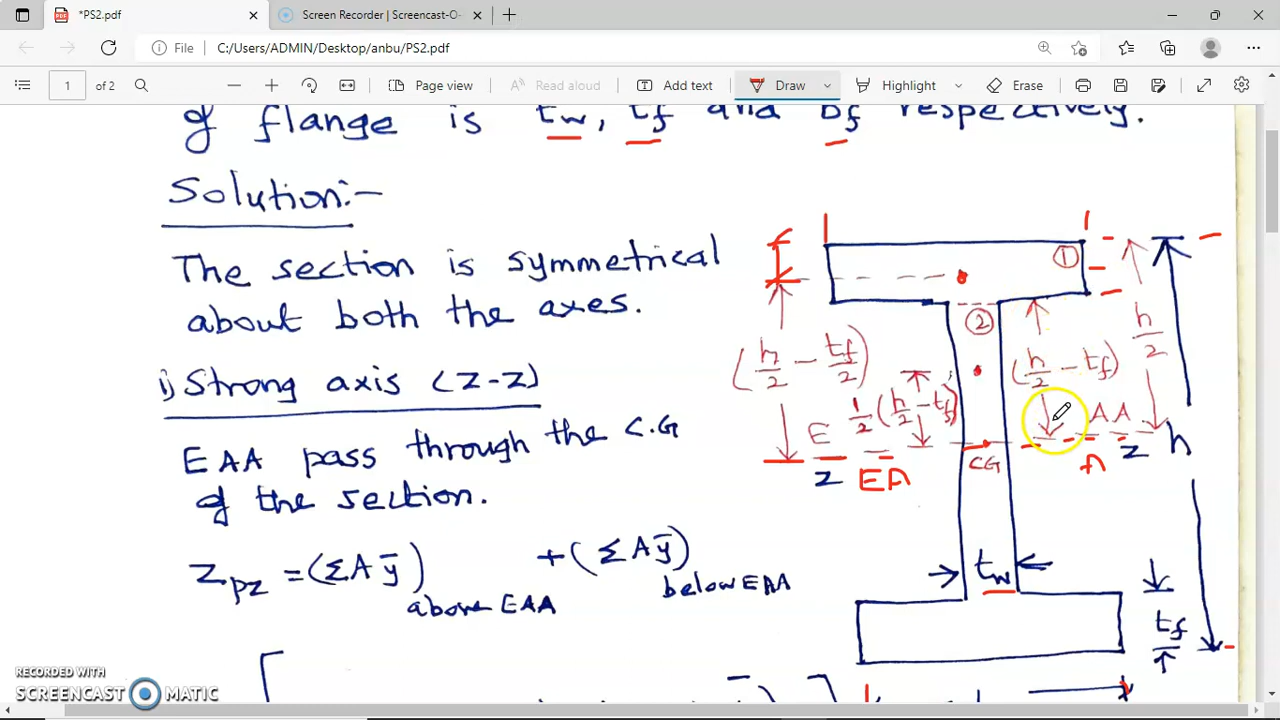 *PS2.pdf
Screen Recorder | Screencast-O-
File C:/Users/ADMIN/Desktop/anbu/PS2.pdf
1 of 2 Page view Read aloud Add text Draw Highlight Erase
of flange is tw, tf and bf respectively.
Solution:-
The section is symmetrical
about both the axes.
i) Strong axis (Z-Z)
EAA pass through the C.G
of the section.
Zpz = (ΣAȳ) above EAA + (ΣAȳ) below EAA
①
②
h/2
(h/2 - tf/2)
(h/2 - tf)
1/2 (h/2 - tf)
E
A A
z
EA
CG
A
z
h
tw
tf
RECORDED WITH
SCREENCAST MATIC